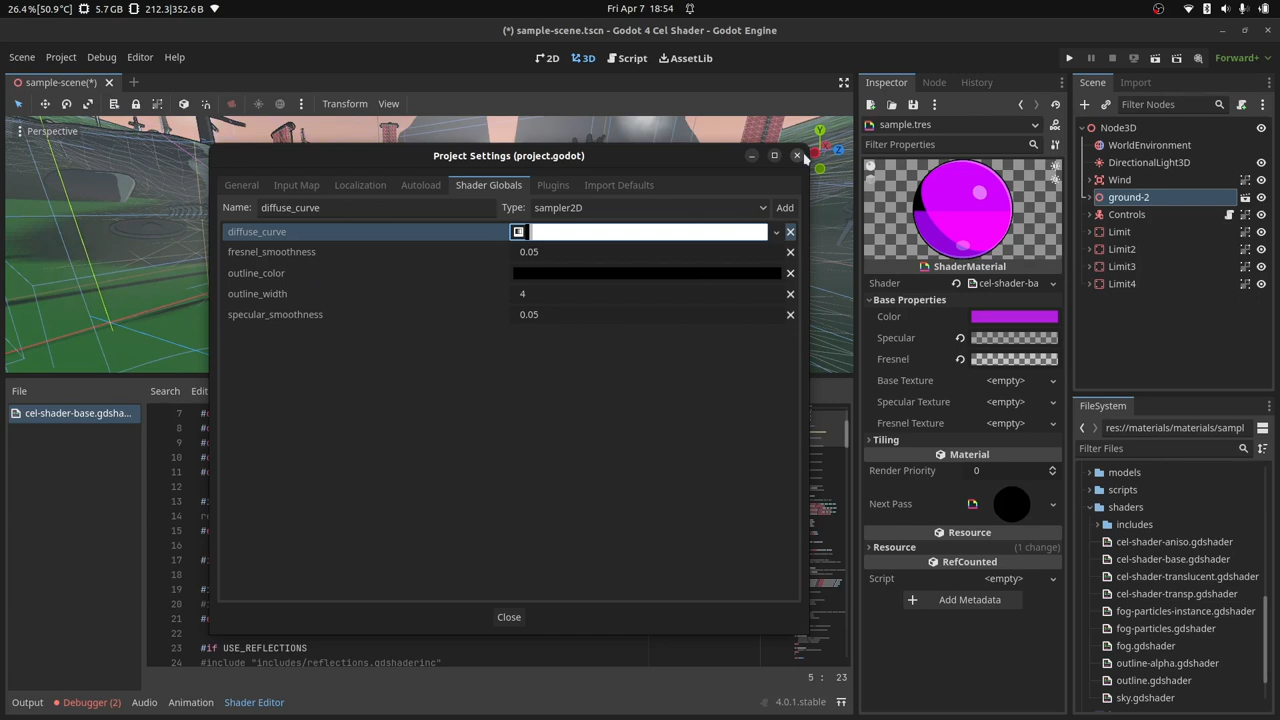 26.4%[50.9°C] 5.7GB 212.3|352.6B Fri Apr 7 18:54
(*) sample-scene.tscn - Godot 4 Cel Shader - Godot Engine
Scene Project Debug Editor Help 2D 3D Script AssetLib Forward+
sample-scene(*)
Transform View
Perspective
Project Settings (project.godot)
General Input Map Localization Autoload Shader Globals Plugins Import Defaults
Name: diffuse_curve Type: sampler2D Add
diffuse_curve
fresnel_smoothness 0.05
outline_color
outline_width 4
specular_smoothness 0.05
Close
File Search
cel-shader-base.gdsha...
7
8
9
10
11
12
13
14
15
16
17
18
19
20
21
22
23 #if USE_REFLECTIONS
24 #include "includes/reflections.gdshaderinc"
5 : 23
Output Debugger (2) Audio Animation Shader Editor 4.0.1.stable
Inspector Node History
sample.tres
Filter Properties
ShaderMaterial
Shader cel-shader-ba
Base Properties
Color
Specular
Fresnel
Base Texture <empty>
Specular Texture <empty>
Fresnel Texture <empty>
Tiling
Material
Render Priority 0
Next Pass
Resource
Resource (1 change)
RefCounted
Script <empty>
Add Metadata
Scene Import
Filter Nodes
Node3D
WorldEnvironment
DirectionalLight3D
Wind
ground-2
Controls
Limit
Limit2
Limit3
Limit4
FileSystem
res://materials/materials/sampl
Filter Files
models
scripts
shaders
includes
cel-shader-aniso.gdshader
cel-shader-base.gdshader
cel-shader-translucent.gdshader
cel-shader-transp.gdshader
fog-particles-instance.gdshader
fog-particles.gdshader
fog.gdshader
outline-alpha.gdshader
outline.gdshader
sky.gdshader